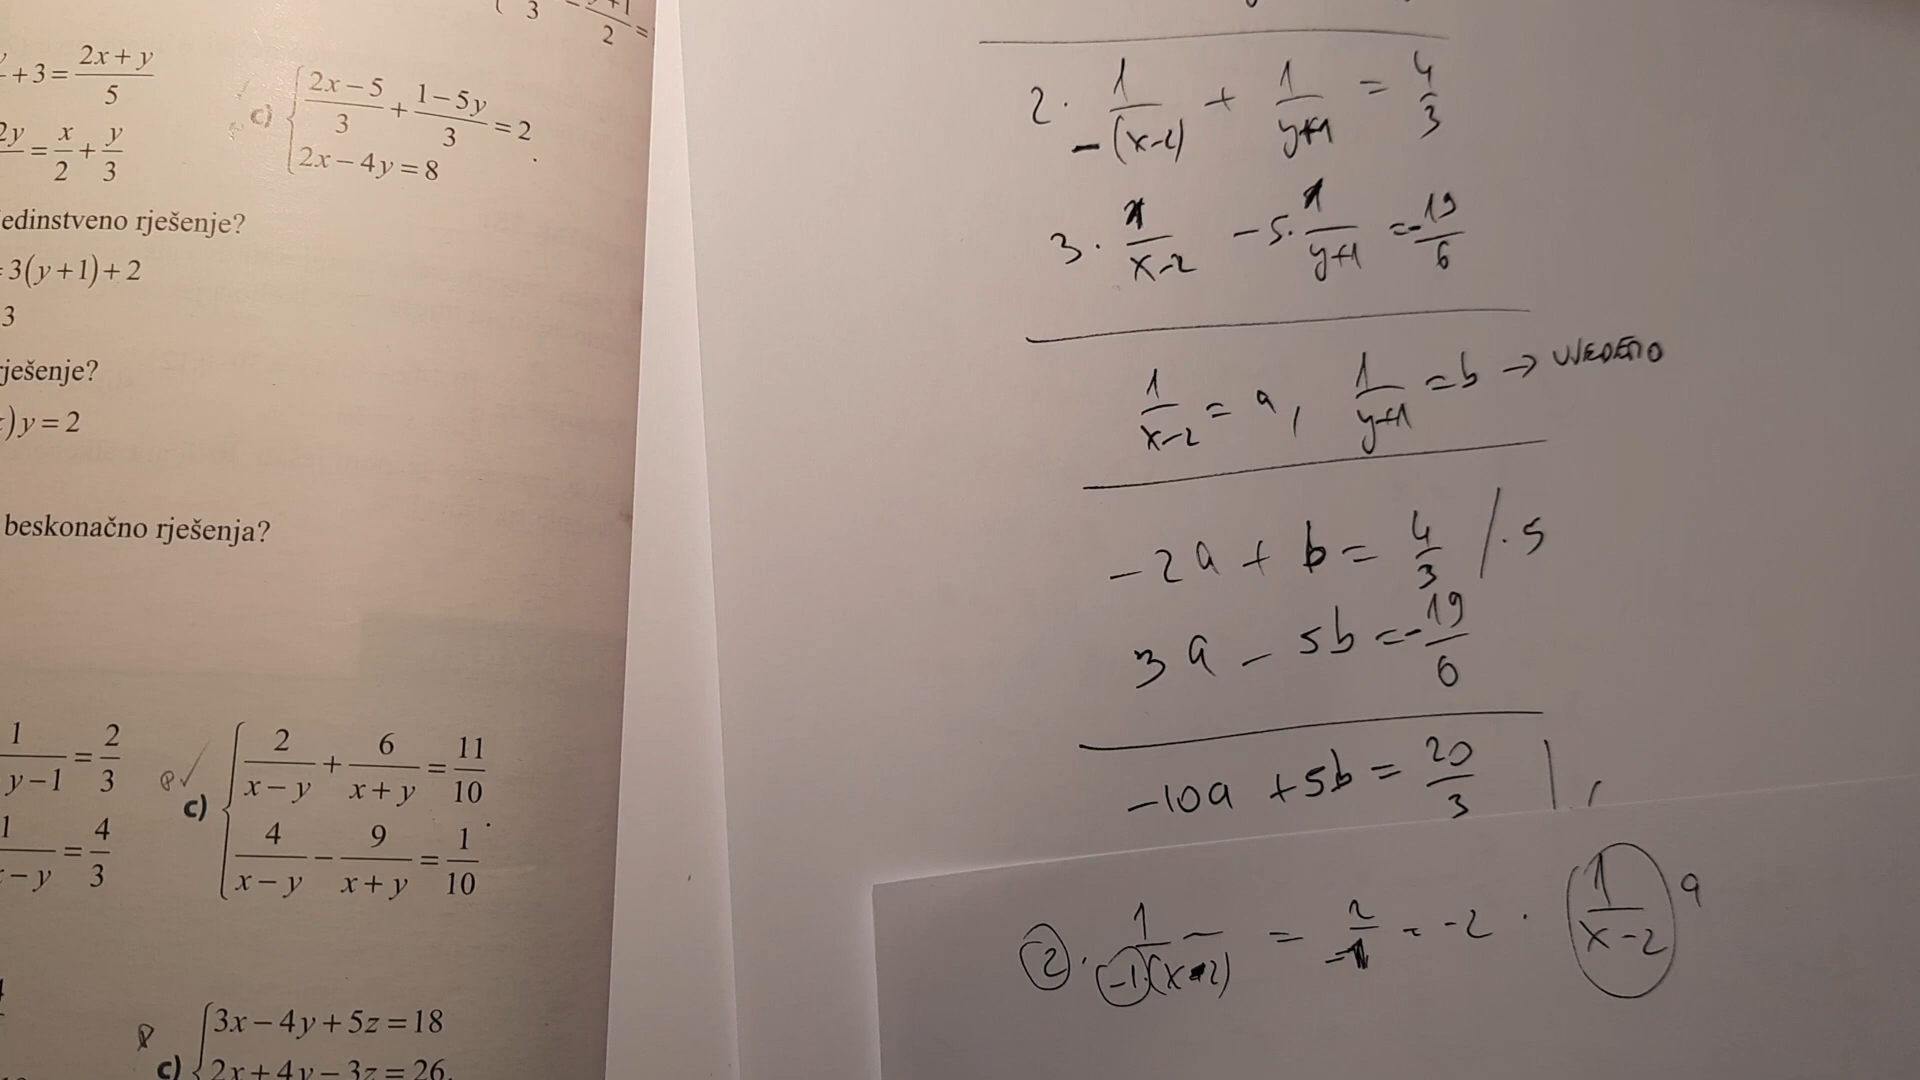 +3 = (2x + y)/5
2y/ = x/2 + y/3
c) { (2x − 5)/3 + (1 − 5y)/3 = 2
2x − 4y = 8 .
edinstveno rješenje?
3(y+1)+2
3
ješenje?
)y = 2
beskonačno rješenja?
1/(y − 1) = 2/3
1/( − y) = 4/3
c) { 2/(x − y) + 6/(x + y) = 11/10
4/(x − y) − 9/(x + y) = 1/10 .
c) { 3x − 4y + 5z = 18
2x + 4y − 3z = 26.
2 · 1/−(x−2) + 1/(y+1) = 4/3
3 · 1/(x−2) − 5 · 1/(y+1) = −19/6
1/(x−2) = a, 1/(y+1) = b →
−2a + b = 4/3 / · 5
3a − 5b = −19/6
−10a + 5b = 20/3
2 · 1/−1(x−2) = 2/−1 = −2 · 1/(x−2) a